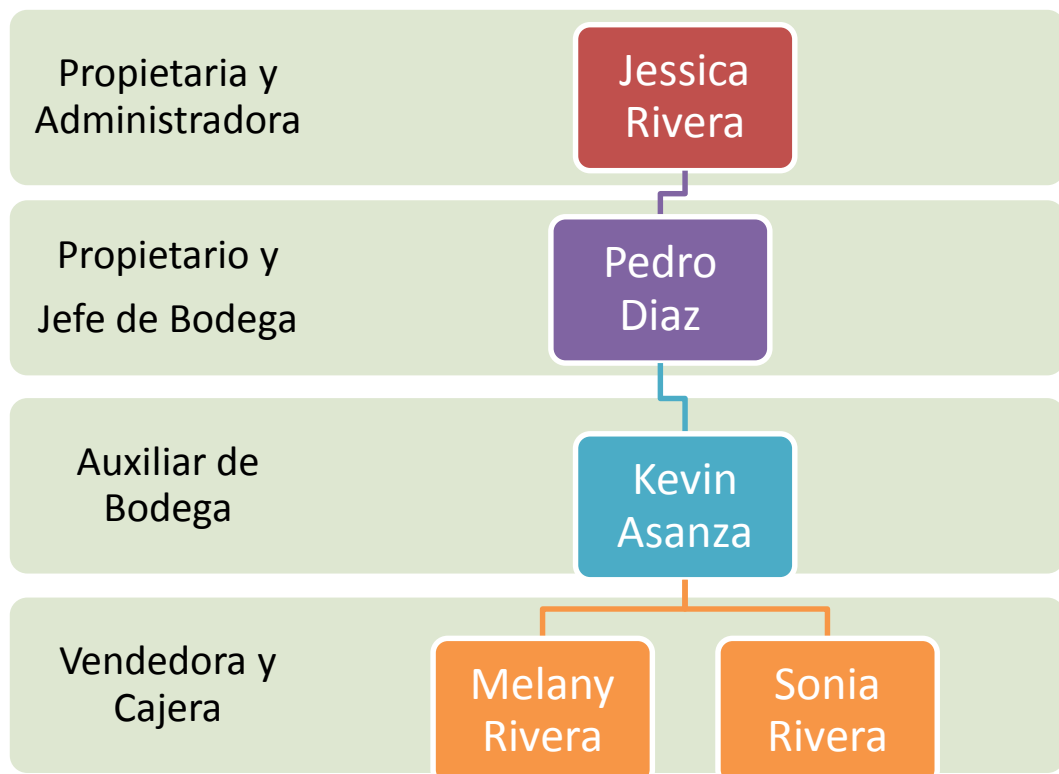 Propietaria y
Administradora
Jessica
Rivera
Propietario y
Jefe de Bodega
Pedro
Diaz
Auxiliar de
Bodega
Kevin
Asanza
Vendedora y
Cajera
Melany
Rivera
Sonia
Rivera